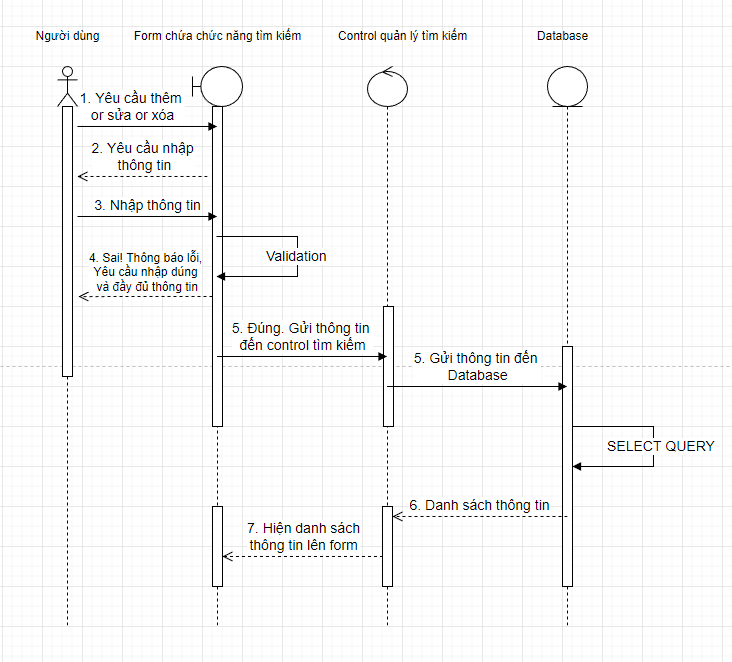 Người dùng
Form chứa chức năng tìm kiếm
Control quản lý tìm kiếm
Database
1. Yêu cầu thêm
or sửa or xóa
2. Yêu cầu nhập
thông tin
3. Nhập thông tin
Validation
4. Sai! Thông báo lỗi,
Yêu cầu nhập dúng
và đầy đủ thông tin
5. Đúng. Gửi thông tin
đến control tìm kiếm
5. Gửi thông tin đến
Database
SELECT QUERY
6. Danh sách thông tin
7. Hiện danh sách
thông tin lên form